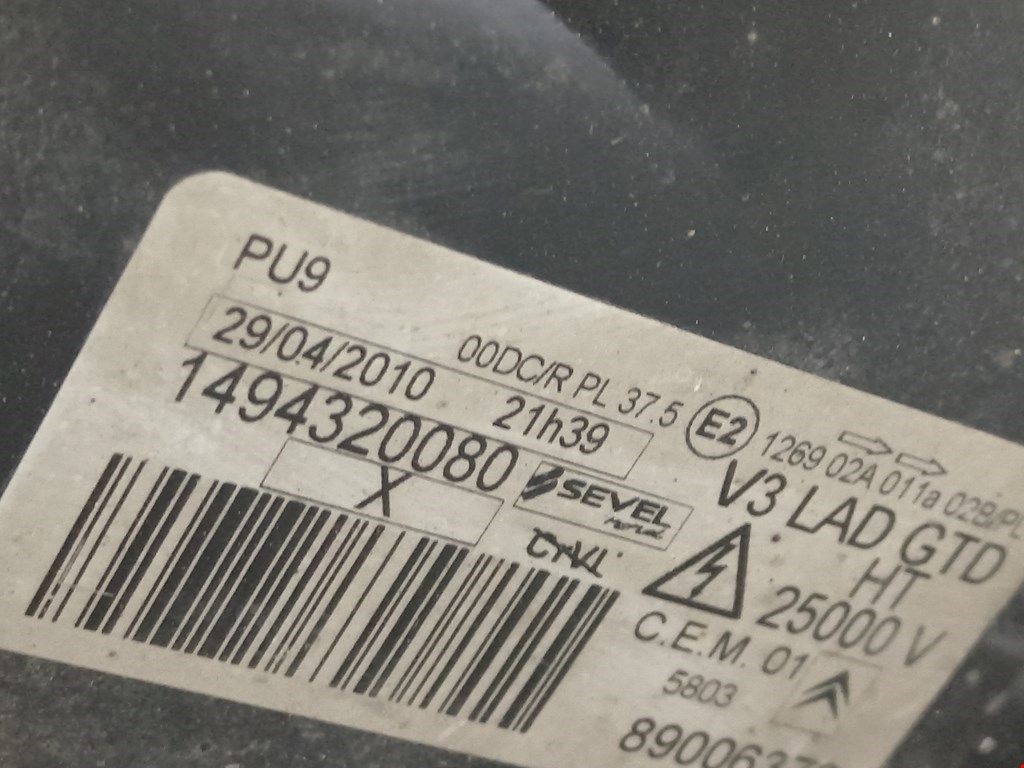 PU9
00DC/R PL 37.5 E2 1269 02A 011a 02B/PL
29/04/2010 21h39
V3 LAD GTD
1494320080
HT
X
SEVEL
25000 V
C.E.M. 01
5803